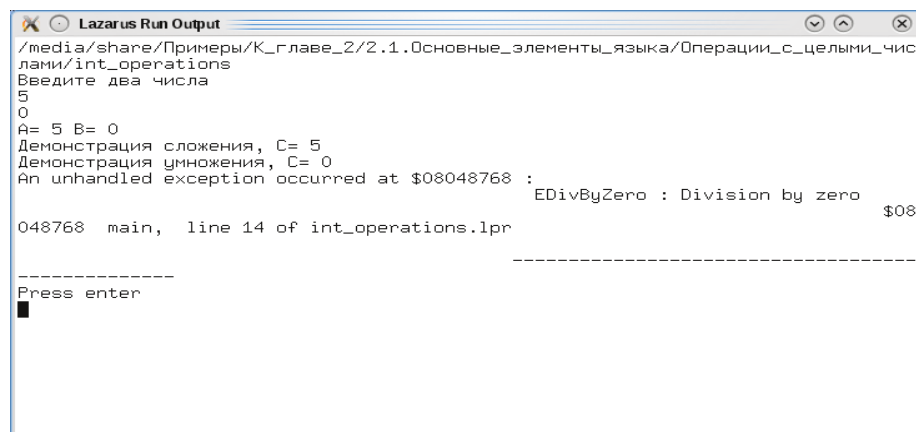 Lazarus Run Output
/media/share/Примеры/К_главе_2/2.1.Основные_элементы_языка/Операции_с_целыми_чис
лами/int_operations
Введите два числа
5
0
A= 5 B= 0
Демонстрация сложения, C= 5
Демонстрация умножения, C= 0
An unhandled exception occurred at $08048768 :
EDivByZero : Division by zero
$08
048768  main,  line 14 of int_operations.lpr
------------------------------------
--------------
Press enter